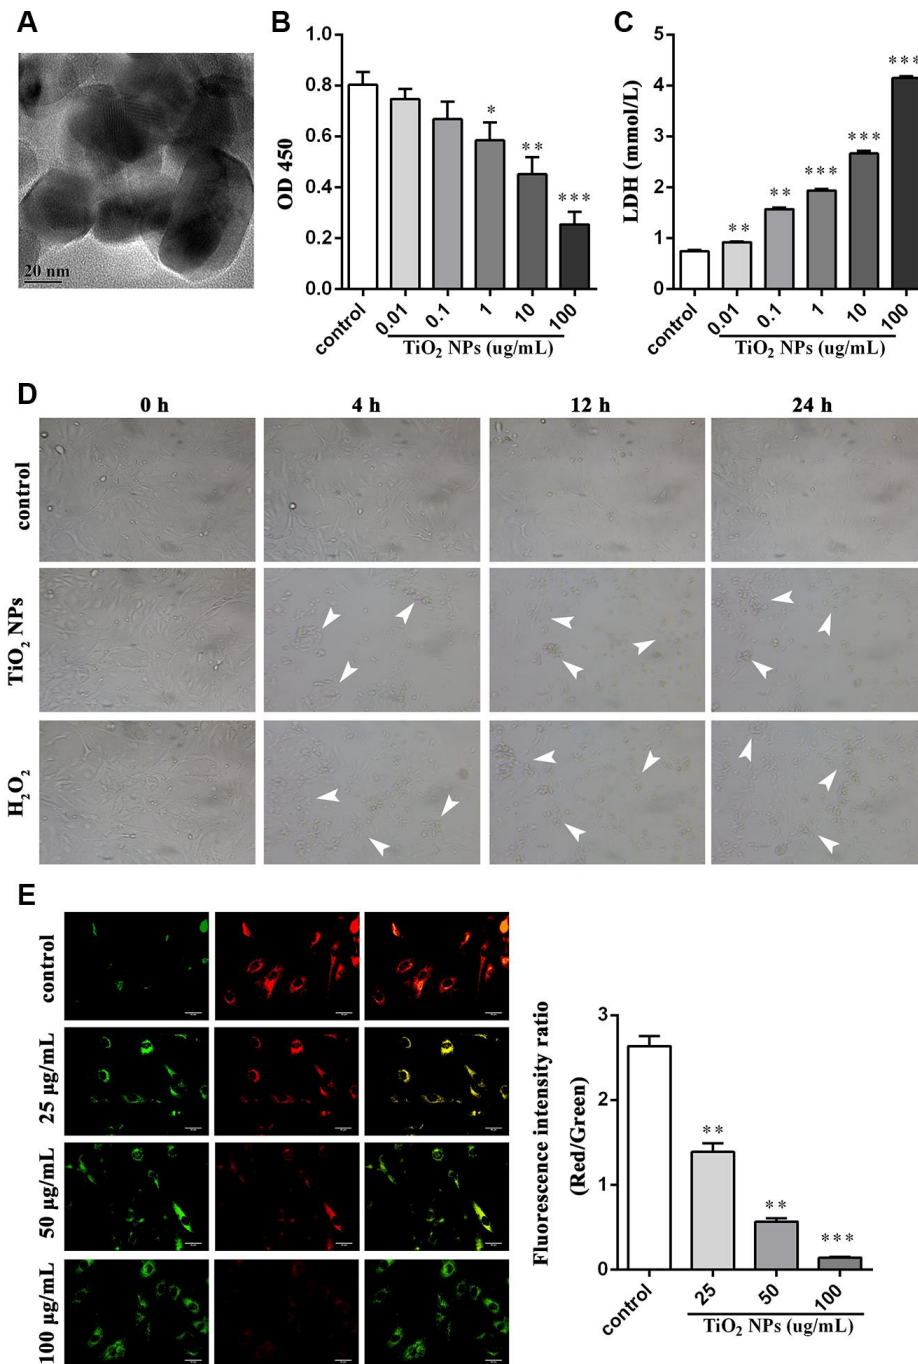 A
20 nm
B
OD 450
0.8
0.6
0.4
0.2
0.0
*
**
***
control
0.01
0.1
1
10
100
TiO₂ NPs (ug/mL)
C
LDH (mmol/L)
5
4
3
2
1
0
**
**
***
***
***
control
0.01
0.1
1
10
100
TiO₂ NPs (ug/mL)
D
0 h
4 h
12 h
24 h
control
TiO₂ NPs
H₂O₂
E
control
25 µg/mL
50 µg/mL
100 µg/mL
Fluorescence intensity ratio
(Red/Green)
3
2
1
0
**
**
***
control
25
50
100
TiO₂ NPs (ug/mL)